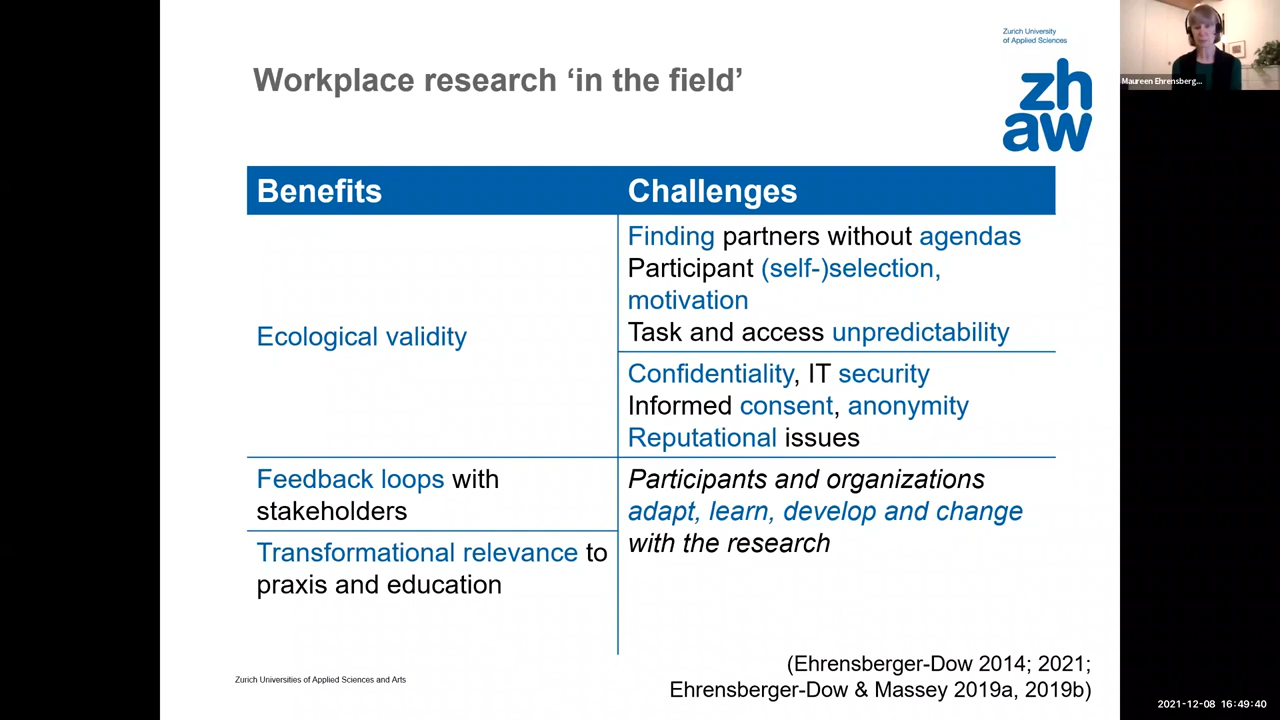 Zurich University
of Applied Sciences
zh
aw
Maureen Ehrensberg...
Workplace research ‘in the field’
Benefits
Challenges
Ecological validity
Finding partners without agendas
Participant (self-)selection,
motivation
Task and access unpredictability
Confidentiality, IT security
Informed consent, anonymity
Reputational issues
Feedback loops with
stakeholders
Transformational relevance to
praxis and education
Participants and organizations
adapt, learn, develop and change
with the research
(Ehrensberger-Dow 2014; 2021;
Ehrensberger-Dow & Massey 2019a, 2019b)
Zurich Universities of Applied Sciences and Arts
2021-12-08 16:49:40